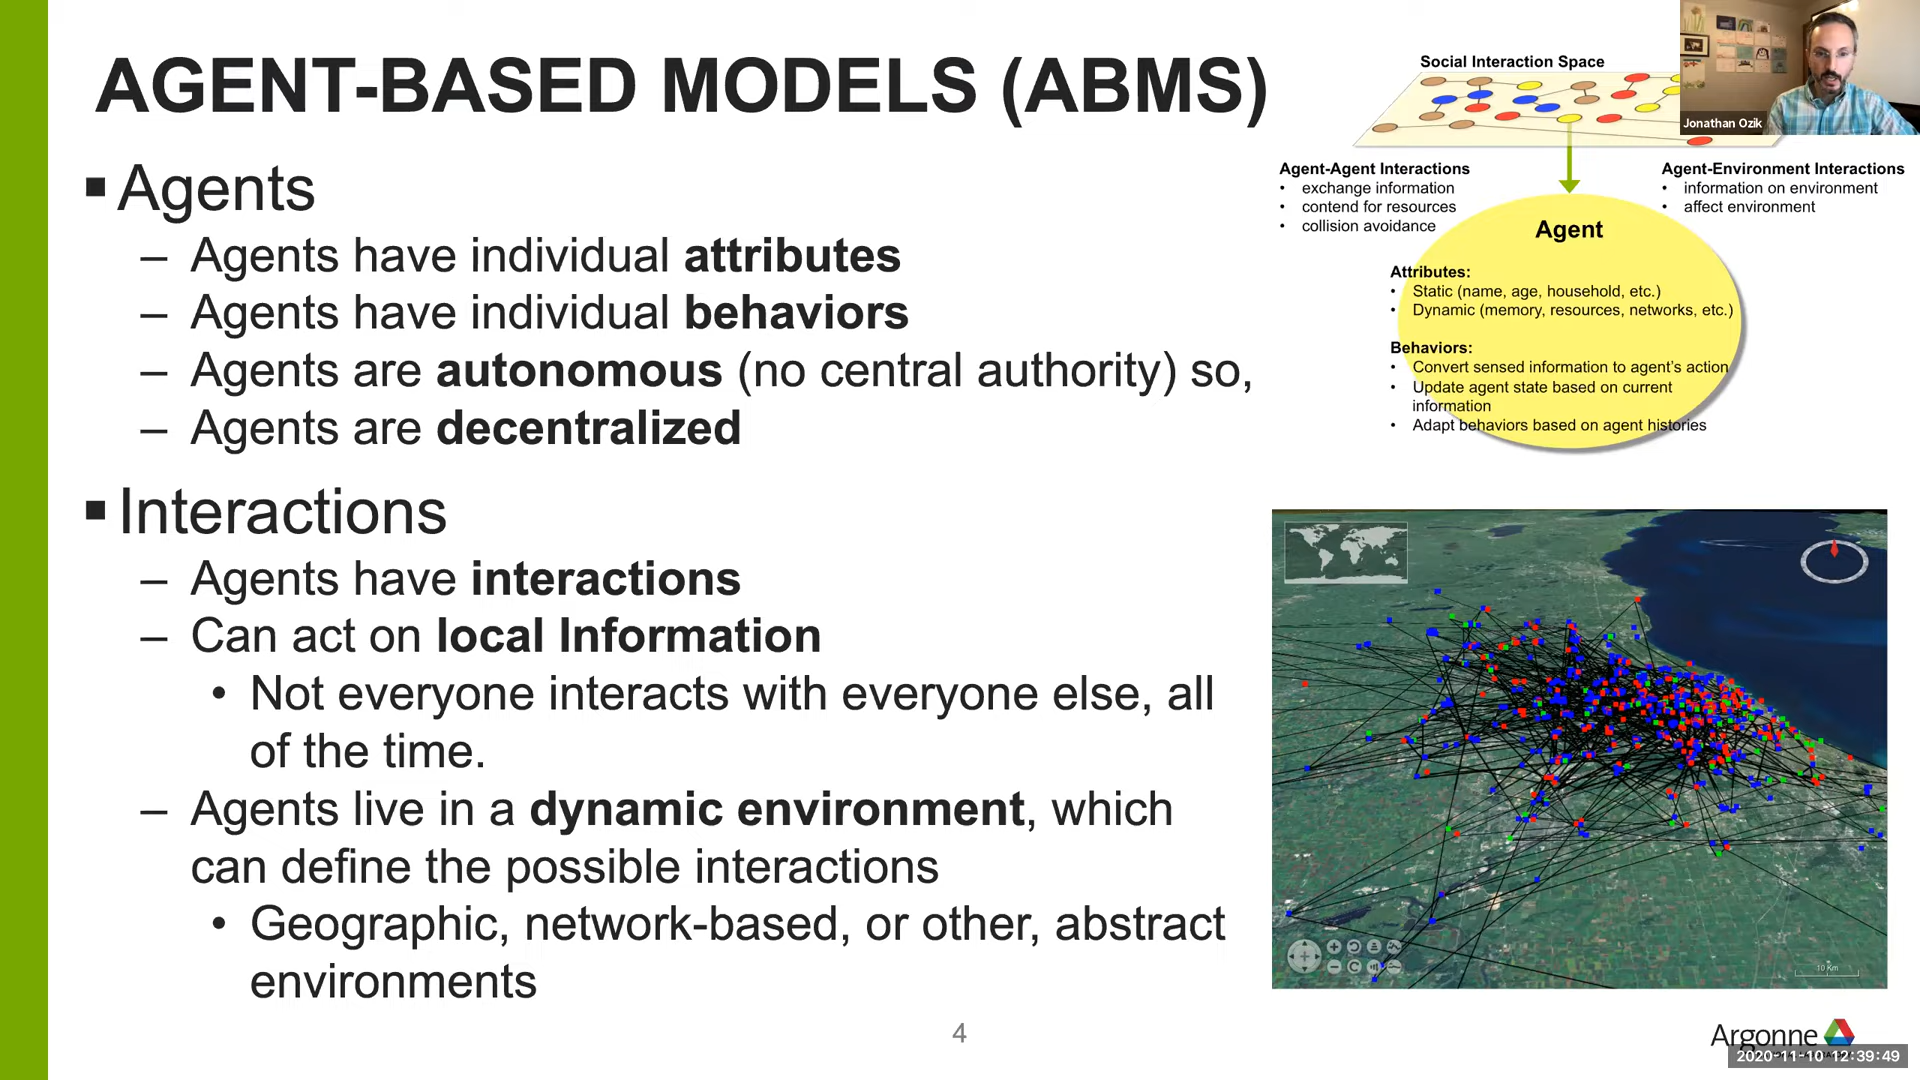 AGENT-BASED MODELS (ABMS)
▪ Agents
– Agents have individual attributes
– Agents have individual behaviors
– Agents are autonomous (no central authority) so,
– Agents are decentralized
▪ Interactions
– Agents have interactions
– Can act on local Information
• Not everyone interacts with everyone else, all
of the time.
– Agents live in a dynamic environment, which
can define the possible interactions
• Geographic, network-based, or other, abstract
environments
Social Interaction Space
Jonathan Ozik
Agent-Agent Interactions
• exchange information
• contend for resources
• collision avoidance
Agent-Environment Interactions
• information on environment
• affect environment
Agent
Attributes:
• Static (name, age, household, etc.)
• Dynamic (memory, resources, networks, etc.)
Behaviors:
• Convert sensed information to agent's action
• Update agent state based on current
information
• Adapt behaviors based on agent histories
10 Km
4
Argonne
2020-11-10 12:39:49